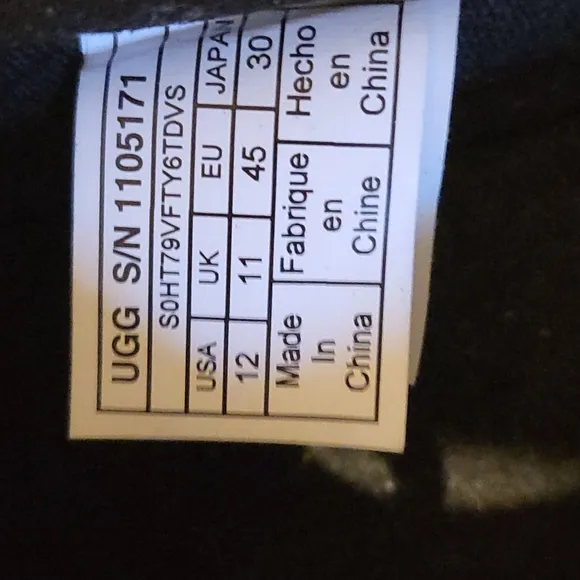 UGG S/N 1105171
S0HT79VFTY6TDVS
USA UK EU JAPAN
12 11 45 30
Made Fabrique Hecho
In en en
China Chine China